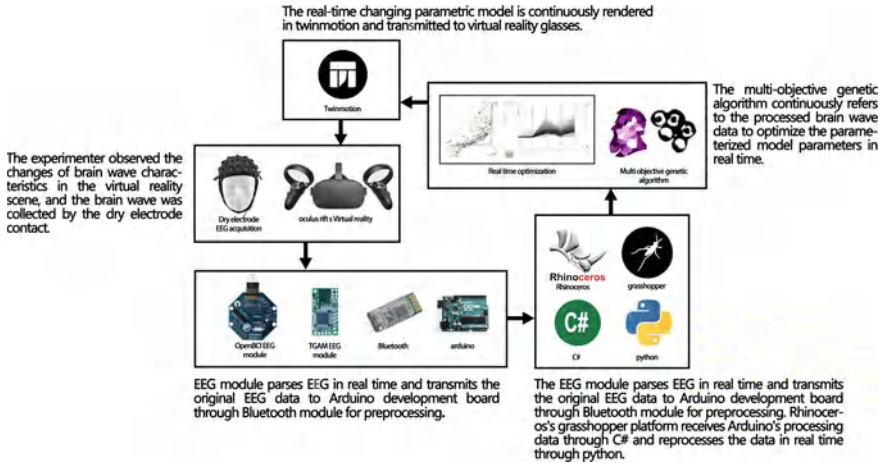 The real-time changing parametric model is continuously rendered
in twinmotion and transmitted to virtual reality glasses.
Twinmotion
Real time optimization
Multi objective genetic
algorithm
The multi-objective genetic
algorithm continuously refers
to the processed brain wave
data to optimize the parame-
terized model parameters in
real time.
The experimenter observed the
changes of brain wave charac-
teristics in the virtual reality
scene, and the brain wave was
collected by the dry electrode
contact.
Dry electrode
EEG acquisition
oculus rift s Virtual reality
OpenBCI EEG
module
TGAM EEG
module
Bluetooth
arduino
Rhinoceros
Rhinoceros
grasshopper
C#
C#
python
EEG module parses EEG in real time and transmits the
original EEG data to Arduino development board
through Bluetooth module for preprocessing.
The EEG module parses EEG in real time and transmits
the original EEG data to Arduino development board
through Bluetooth module for preprocessing. Rhinocer-
os's grasshopper platform receives Arduino's processing
data through C# and reprocesses the data in real time
through python.